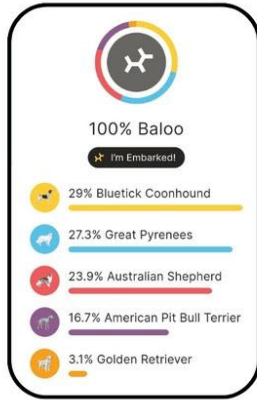 100% Baloo
I'm Embarked!
29% Bluetick Coonhound
27.3% Great Pyrenees
23.9% Australian Shepherd
16.7% American Pit Bull Terrier
3.1% Golden Retriever